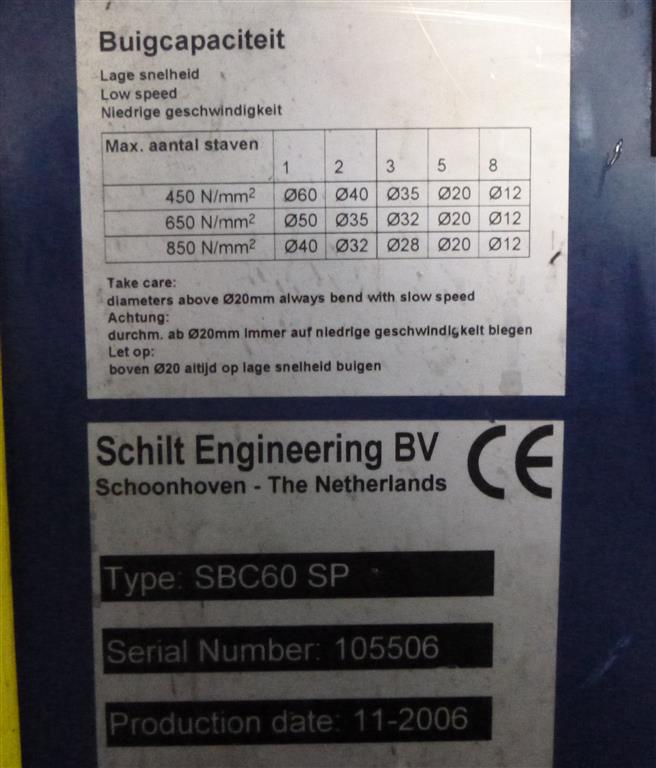 Buigcapaciteit
Lage snelheid
Low speed
Niedrige geschwindigkeit
Max. aantal staven
1 2 3 5 8
450 N/mm² Ø60 Ø40 Ø35 Ø20 Ø12
650 N/mm² Ø50 Ø35 Ø32 Ø20 Ø12
850 N/mm² Ø40 Ø32 Ø28 Ø20 Ø12
Take care:
diameters above Ø20mm always bend with slow speed
Achtung:
durchm. ab Ø20mm immer auf niedrige geschwindigkeit biegen
Let op:
boven Ø20 altijd op lage snelheid buigen
Schilt Engineering BV CE
Schoonhoven - The Netherlands
Type: SBC60 SP
Serial Number: 105506
Production date: 11-2006